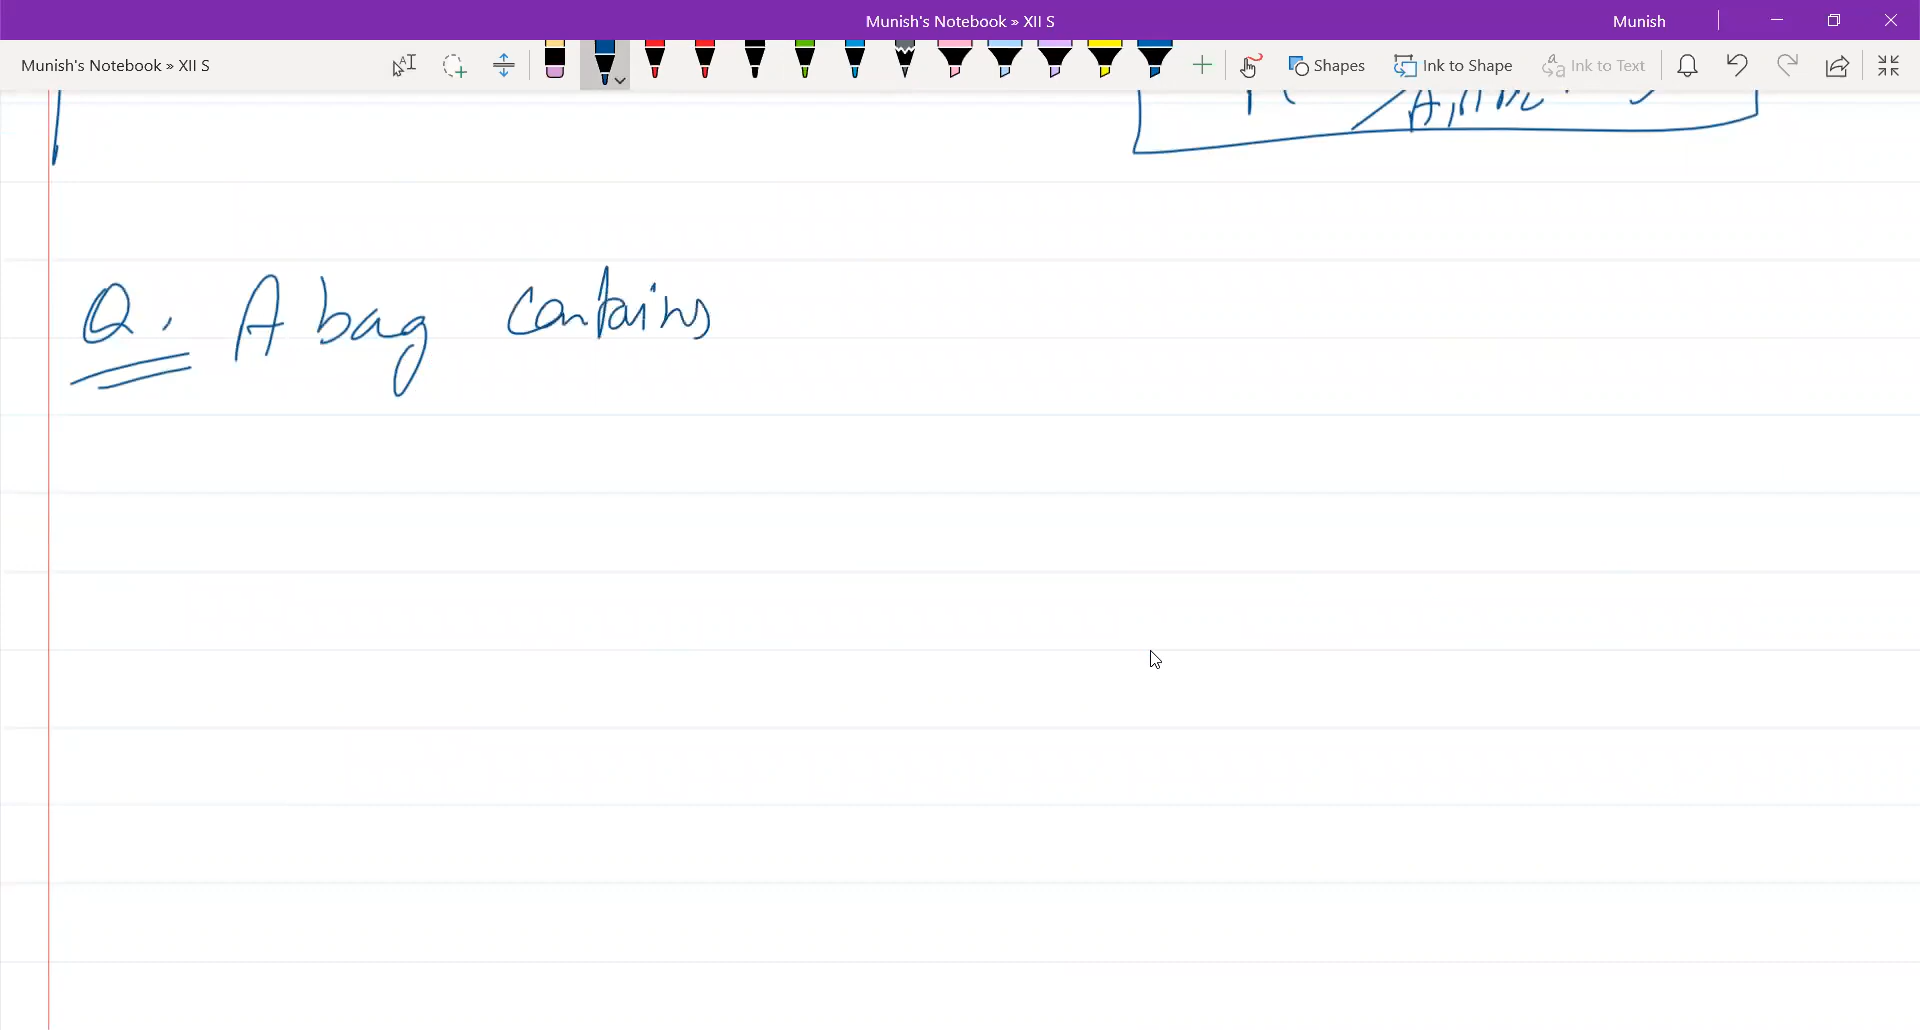 Munish's Notebook » XII S
Munish
Munish's Notebook » XII S
Shapes
Ink to Shape
Ink to Text
Q. A bag contains